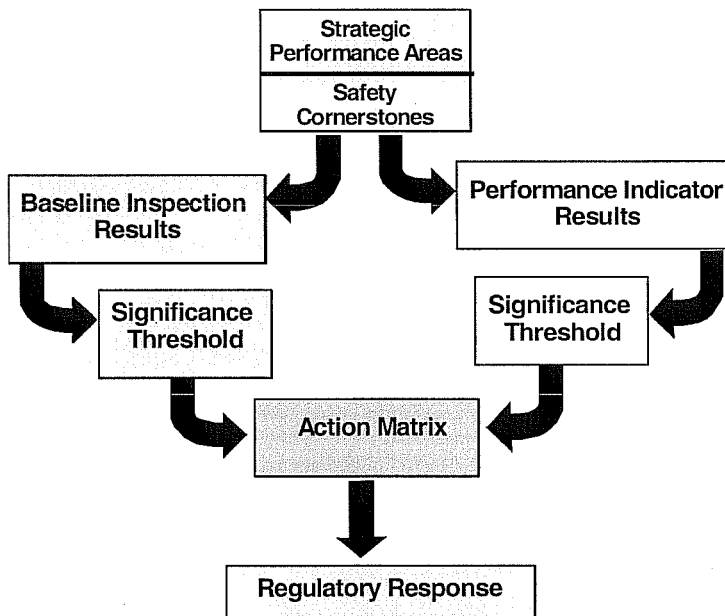 Strategic
Performance Areas
Safety
Cornerstones
Baseline Inspection
Results
Performance Indicator
Results
Significance
Threshold
Significance
Threshold
Action Matrix
Regulatory Response